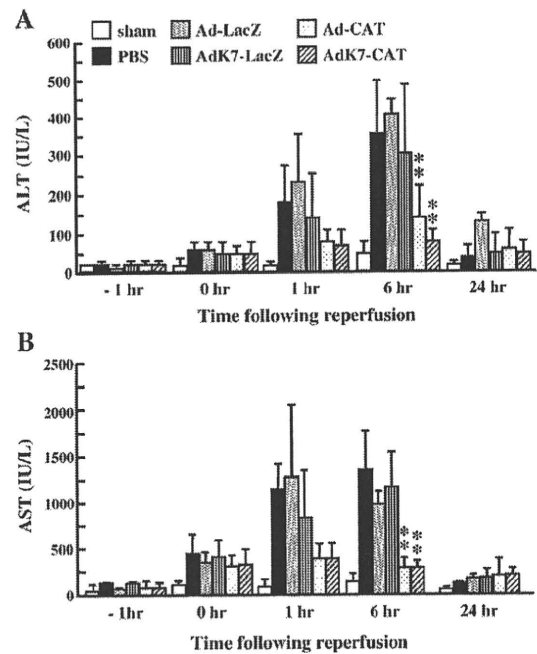 A
sham Ad-LacZ Ad-CAT
PBS AdK7-LacZ AdK7-CAT
ALT (IU/L)
600
500
400
300
200
100
0
** **
- 1 hr 0 hr 1 hr 6 hr 24 hr
Time following reperfusion
B
AST (IU/L)
2500
2000
1500
1000
500
0
** **
- 1hr 0 hr 1 hr 6 hr 24 hr
Time following reperfusion